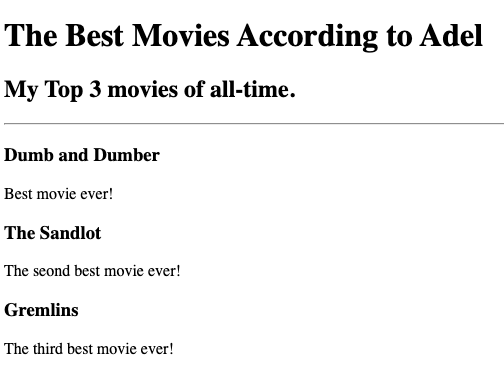 The Best Movies According to Adel
My Top 3 movies of all-time.
Dumb and Dumber
Best movie ever!
The Sandlot
The seond best movie ever!
Gremlins
The third best movie ever!